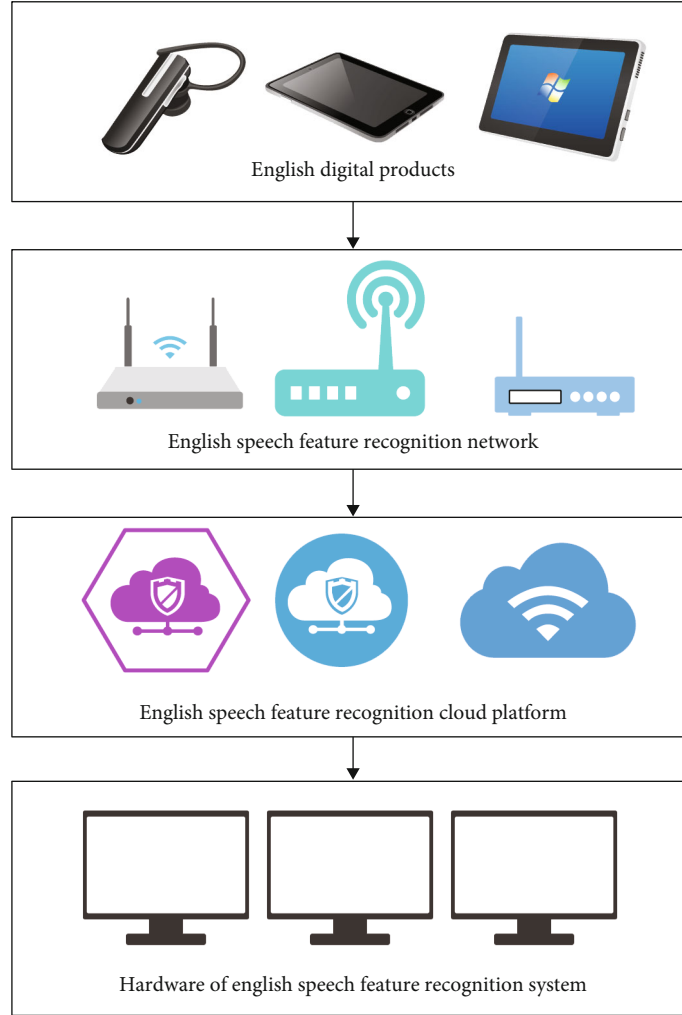 English digital products
English speech feature recognition network
English speech feature recognition cloud platform
Hardware of english speech feature recognition system